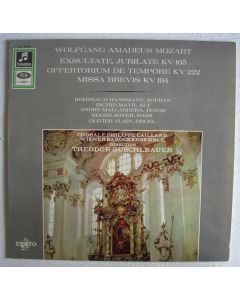 WOLFGANG AMADEUS MOZART
EXSULTATE, JUBILATE KV 165
OFFERTORIUM DE TEMPORE KV 222
MISSA BREVIS KV 194
ROTRAUD HANSMANN, SOPRAN
INGRID MAYR, ALT
ANDRÉ MALLABRERA, TENOR
ROGER SOYER, BASS
OLIVIER ALAIN, ORGEL
CHORALE PHILIPPE CAILLARD
WIENER BAROCKENSEMBLE
DIRECTION
THEODOR GUSCHLBAUER
ERATO